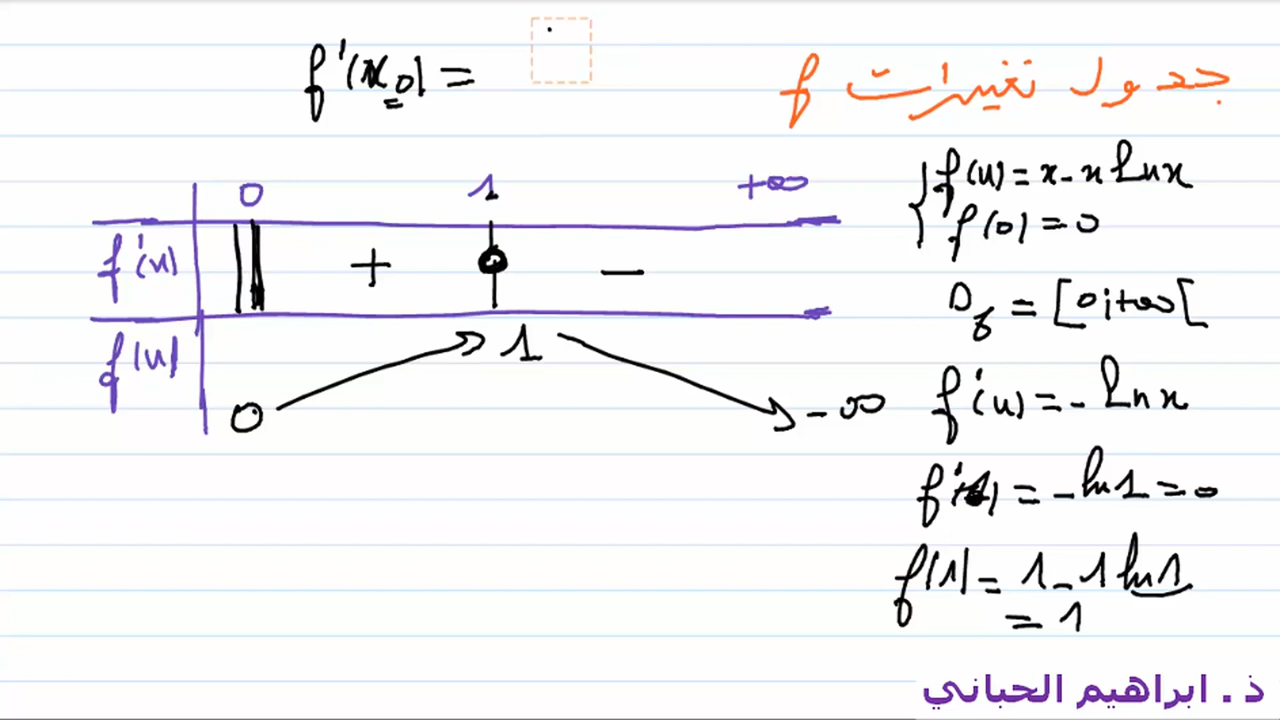 f'(x₀) =
جدول تغيرات f
0 1 +∞
f'(x) + −
f(x) 0 1 −∞
{ f(x) = x - x ln x
f(0) = 0
D_f = [0; +∞[
f'(x) = - ln x
f'(1) = - ln 1 = 0
f(1) = 1 - 1 ln 1
= 1
ذ . ابراهيم الحباني